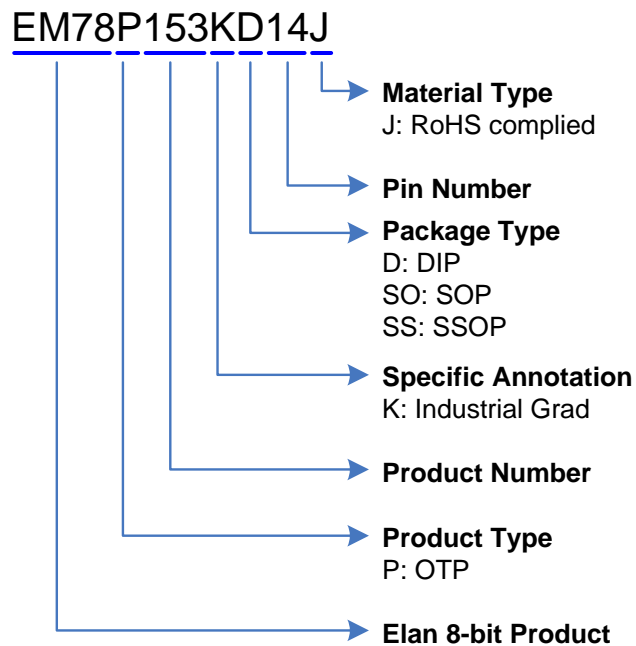 EM78P153KD14J
Material Type
J: RoHS complied
Pin Number
Package Type
D: DIP
SO: SOP
SS: SSOP
Specific Annotation
K: Industrial Grad
Product Number
Product Type
P: OTP
Elan 8-bit Product